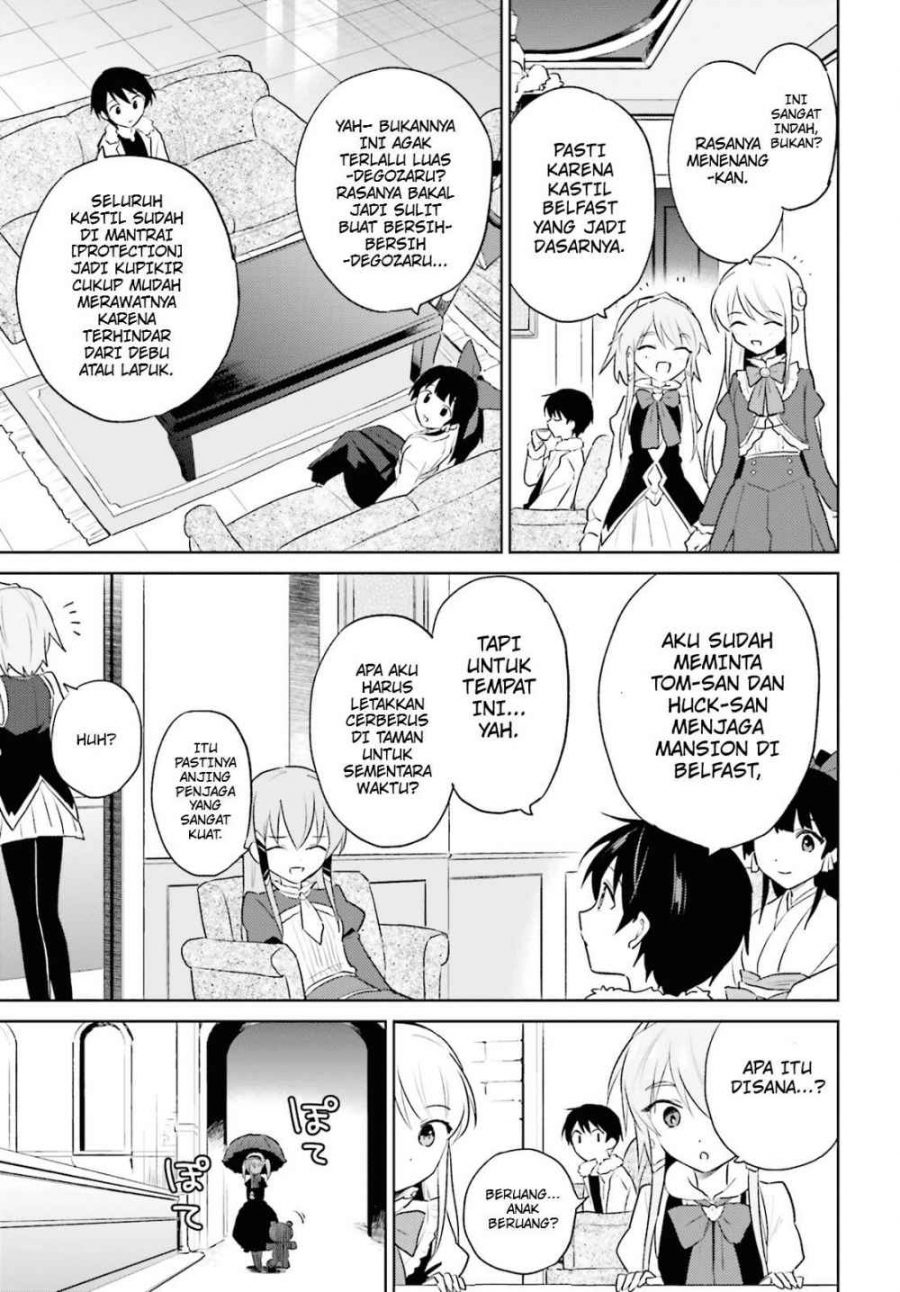 INI
SANGAT
INDAH,
BUKAN?
RASANYA
MENENANG
-KAN.
PASTI
KARENA
KASTIL
BELFAST
YANG JADI
DASARNYA.
YAH- BUKANNYA
INI AGAK
TERLALU LUAS
-DEGOZARU?
RASANYA BAKAL
JADI SULIT
BUAT BERSIH-
BERSIH
-DEGOZARU...
SELURUH
KASTIL SUDAH
DI MANTRAI
[PROTECTION]
JADI KUPIKIR
CUKUP MUDAH
MERAWATNYA
KARENA
TERHINDAR
DARI DEBU
ATAU LAPUK.
AKU SUDAH
MEMINTA
TOM-SAN DAN
HUCK-SAN
MENJAGA
MANSION DI
BELFAST,
TAPI
UNTUK
TEMPAT
INI...
YAH.
APA AKU
HARUS
LETAKKAN
CERBERUS
DI TAMAN
UNTUK
SEMENTARA
WAKTU?
ITU
PASTINYA
ANJING
PENJAGA
YANG
SANGAT
KUAT.
HUH?
APA ITU
DISANA...?
BERUANG...
ANAK
BERUANG?
ぽて
ぽて